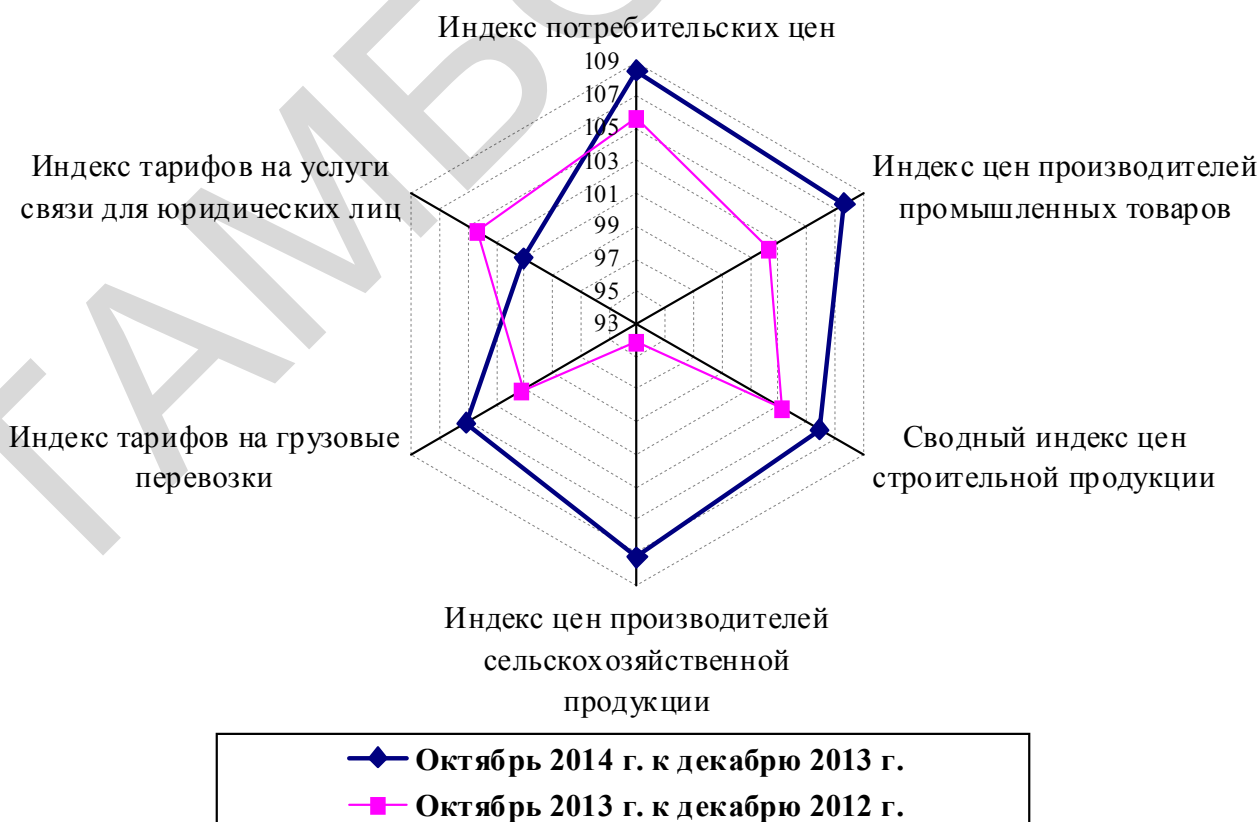 Индекс потребительских цен
109
107
105
103
101
99
97
95
93
Индекс цен производителей
промышленных товаров
Сводный индекс цен
строительной продукции
Индекс цен производителей
сельскохозяйственной
продукции
Индекс тарифов на грузовые
перевозки
Индекс тарифов на услуги
связи для юридических лиц
Октябрь 2014 г. к декабрю 2013 г.
Октябрь 2013 г. к декабрю 2012 г.